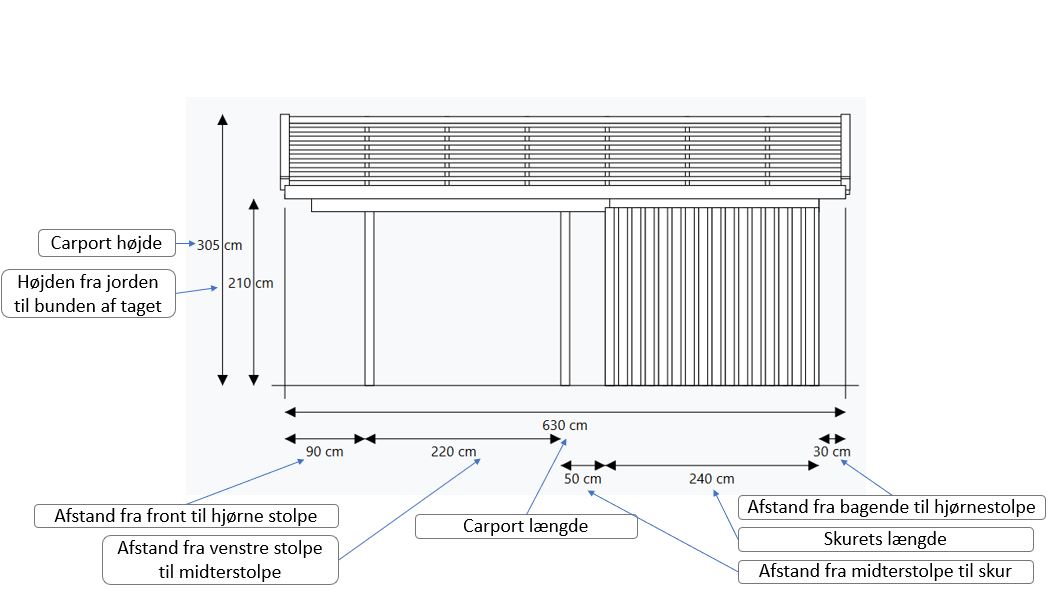 Carport højde
305 cm
Højden fra jorden
til bunden af taget
210 cm
630 cm
90 cm
220 cm
30 cm
50 cm
240 cm
Afstand fra front til hjørne stolpe
Carport længde
Afstand fra bagende til hjørnestolpe
Afstand fra venstre stolpe
til midterstolpe
Skurets længde
Afstand fra midterstolpe til skur